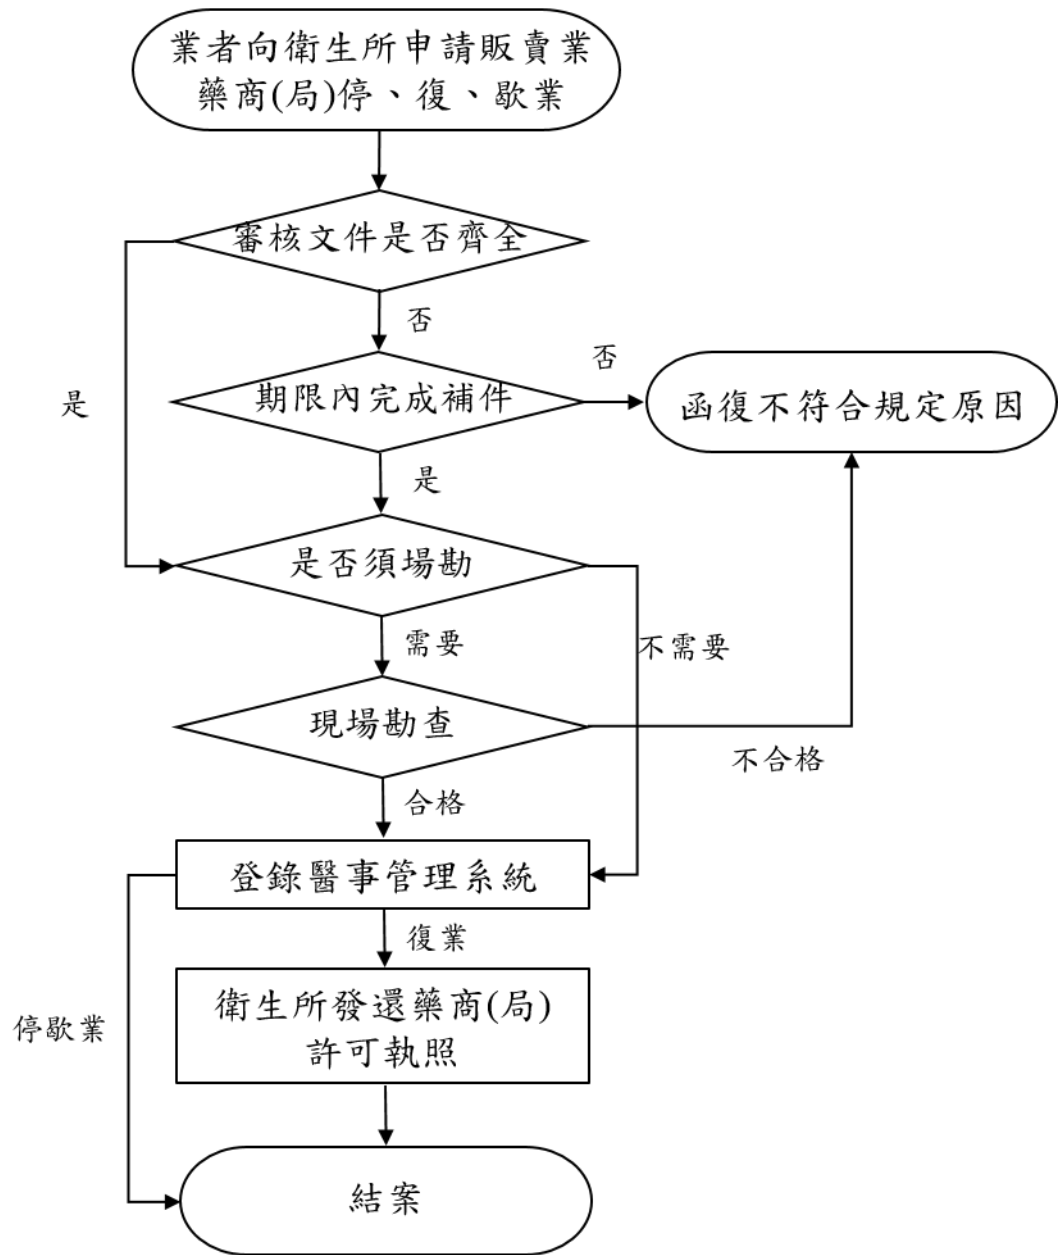 業者向衛生所申請販賣業
藥商(局)停、復、歇業
審核文件是否齊全
否
是
期限內完成補件
否
函復不符合規定原因
是
是否須場勘
需要
不需要
現場勘查
不合格
合格
登錄醫事管理系統
復業
停歇業
衛生所發還藥商(局)
許可執照
結案